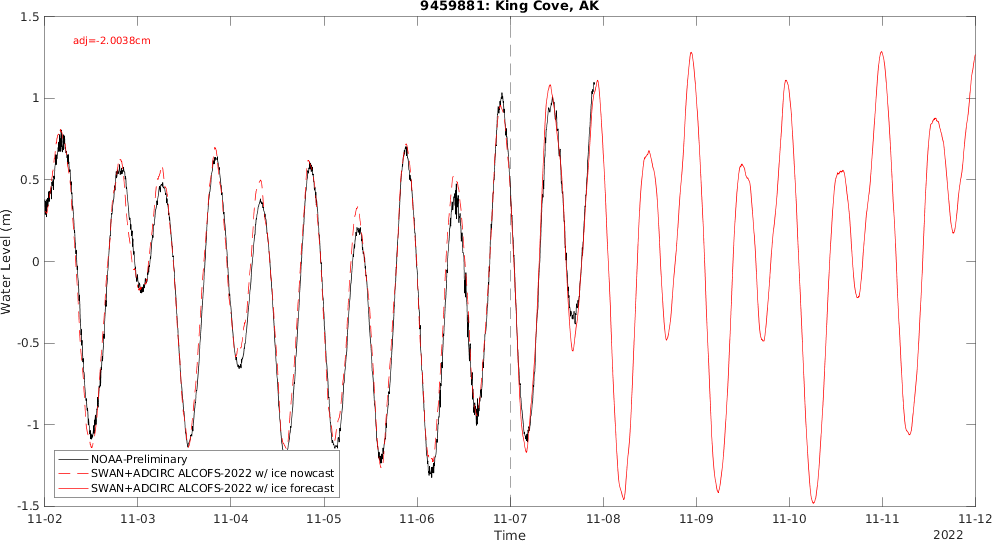 9459881: King Cove, AK
1.5
adj=-2.0038cm
1
0.5
0
-0.5
-1
-1.5
Water Level (m)
NOAA-Preliminary
SWAN+ADCIRC ALCOFS-2022 w/ ice nowcast
SWAN+ADCIRC ALCOFS-2022 w/ ice forecast
11-02 11-03 11-04 11-05 11-06 11-07 11-08 11-09 11-10 11-11 11-12
Time
2022